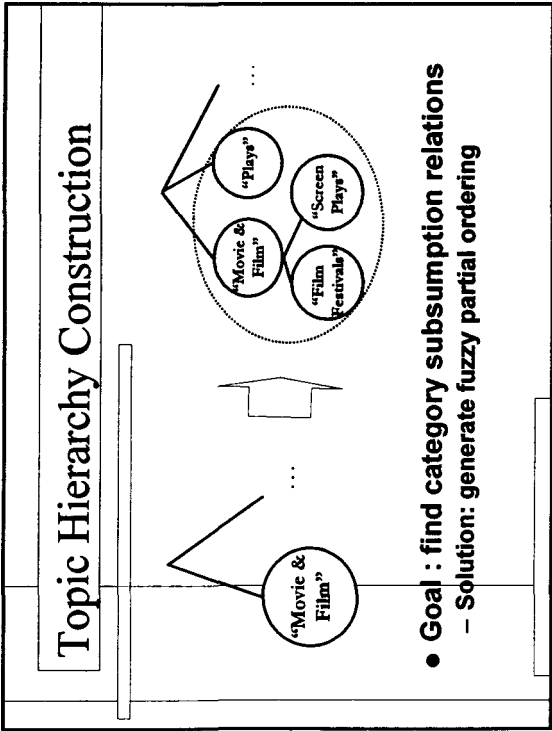 Topic Hierarchy Construction
“Movie &
Film”
...
“Movie &
Film”
“Plays”
...
“Film
Festivals”
“Screen
Plays”
● Goal : find category subsumption relations
– Solution: generate fuzzy partial ordering